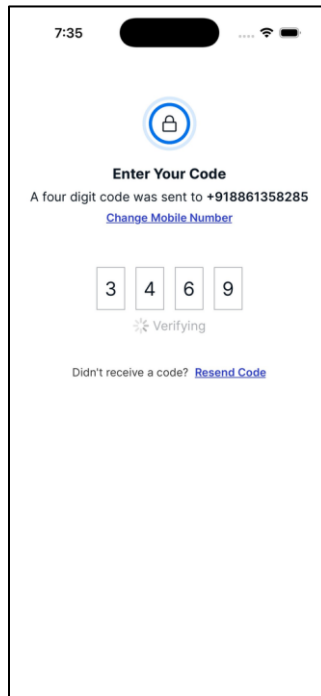 7:35
Enter Your Code
A four digit code was sent to +918861358285
Change Mobile Number
3 4 6 9
Verifying
Didn't receive a code? Resend Code